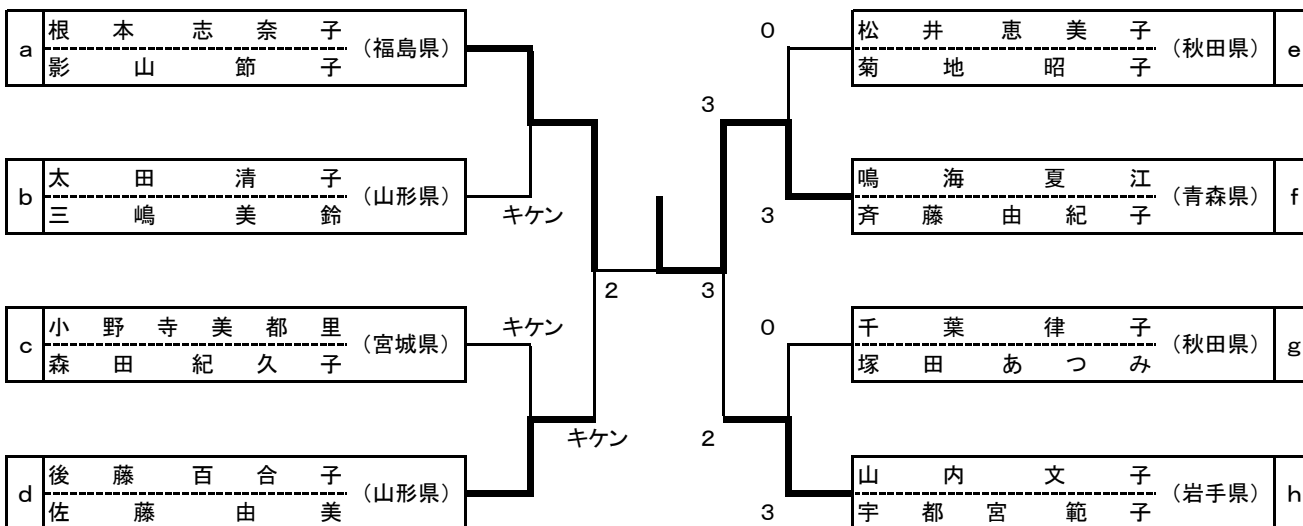 a 根本志奈子 (福島県)
影山節子
b 太田清子 (山形県)
三嶋美鈴
キケン
c 小野寺美都里 (宮城県)
森田紀久子
キケン
d 後藤百合子 (山形県)
佐藤由美
キケン
2 3
0
松井恵美子 (秋田県) e
菊地昭子
3
鳴海夏江 (青森県) f
斉藤由紀子
3
0
千葉律子 (秋田県) g
塚田あつみ
2
山内文子 (岩手県) h
宇都宮範子
3